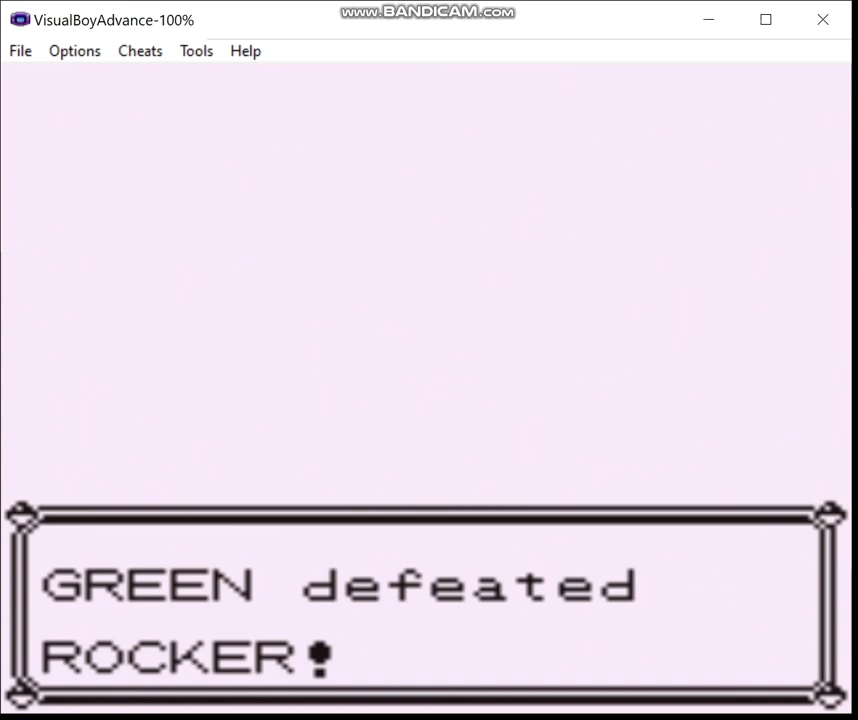 VisualBoyAdvance-100%
www.BANDICAM.com
File Options Cheats Tools Help
GREEN defeated
ROCKER!